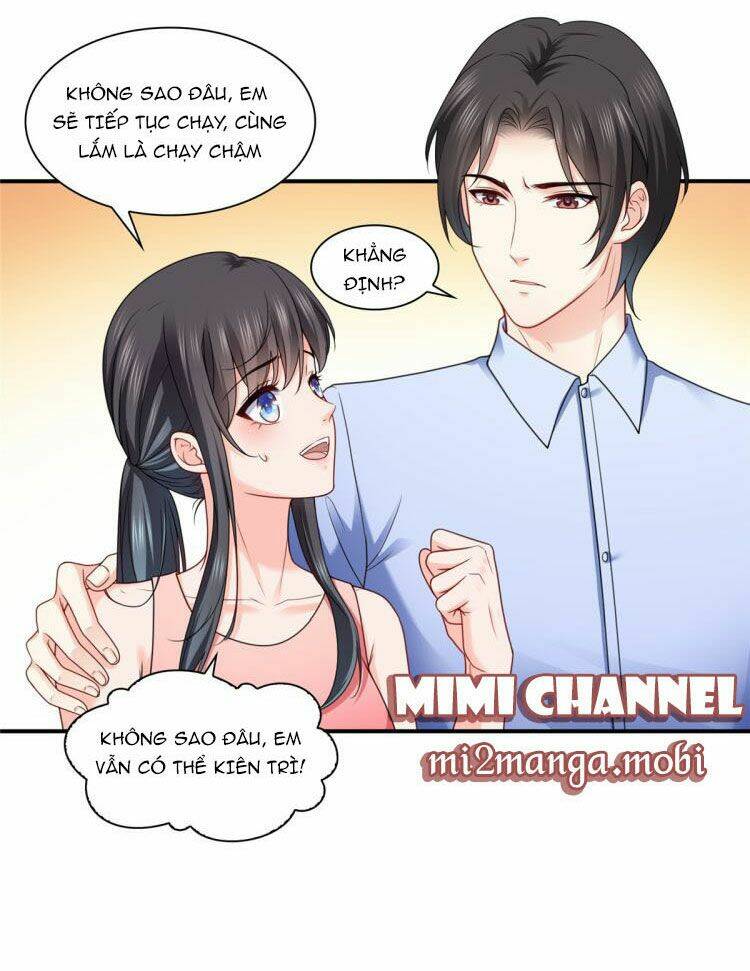 KHÔNG SAO ĐÂU, EM
SẼ TIẾP TỤC CHẠY, CÙNG
LẮM LÀ CHẠY CHẬM
KHẲNG
ĐỊNH?
KHÔNG SAO ĐÂU, EM
VẪN CÓ THỂ KIÊN TRÌ!
MIMI CHANNEL
mi2manga.mobi